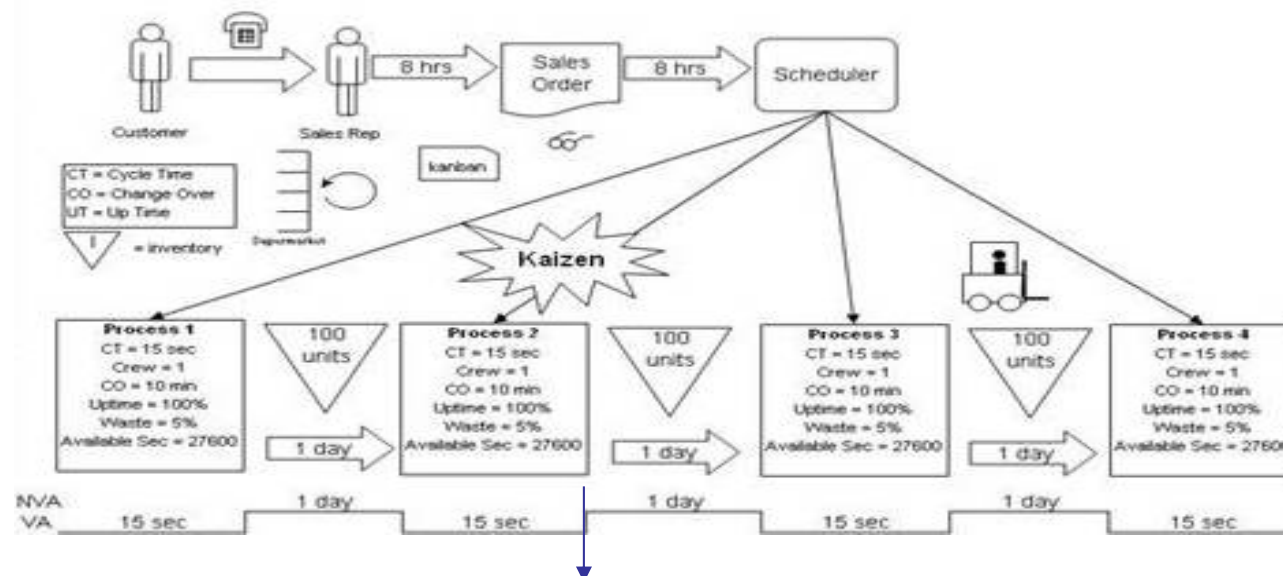 8 hrs
Sales
Order
8 hrs
Scheduler
Customer
Sales Rep
CT = Cycle Time
CO = Change Over
UT = Up Time
I
= inventory
Supermarket
kanban
Kaizen
Process 1
CT = 15 sec
Crew = 1
CO = 10 min
Uptime = 100%
Waste = 5%
Available Sec = 27600
100
units
1 day
Process 2
CT = 15 sec
Crew = 1
CO = 10 min
Uptime = 100%
Waste = 5%
Available Sec = 27600
100
units
1 day
Process 3
CT = 15 sec
Crew = 1
CO = 10 min
Uptime = 100%
Waste = 5%
Available Sec = 27600
100
units
1 day
Process 4
CT = 15 sec
Crew = 1
CO = 10 min
Uptime = 100%
Waste = 5%
Available Sec = 27600
NVA 1 day 1 day 1 day
VA 15 sec 15 sec 15 sec 15 sec